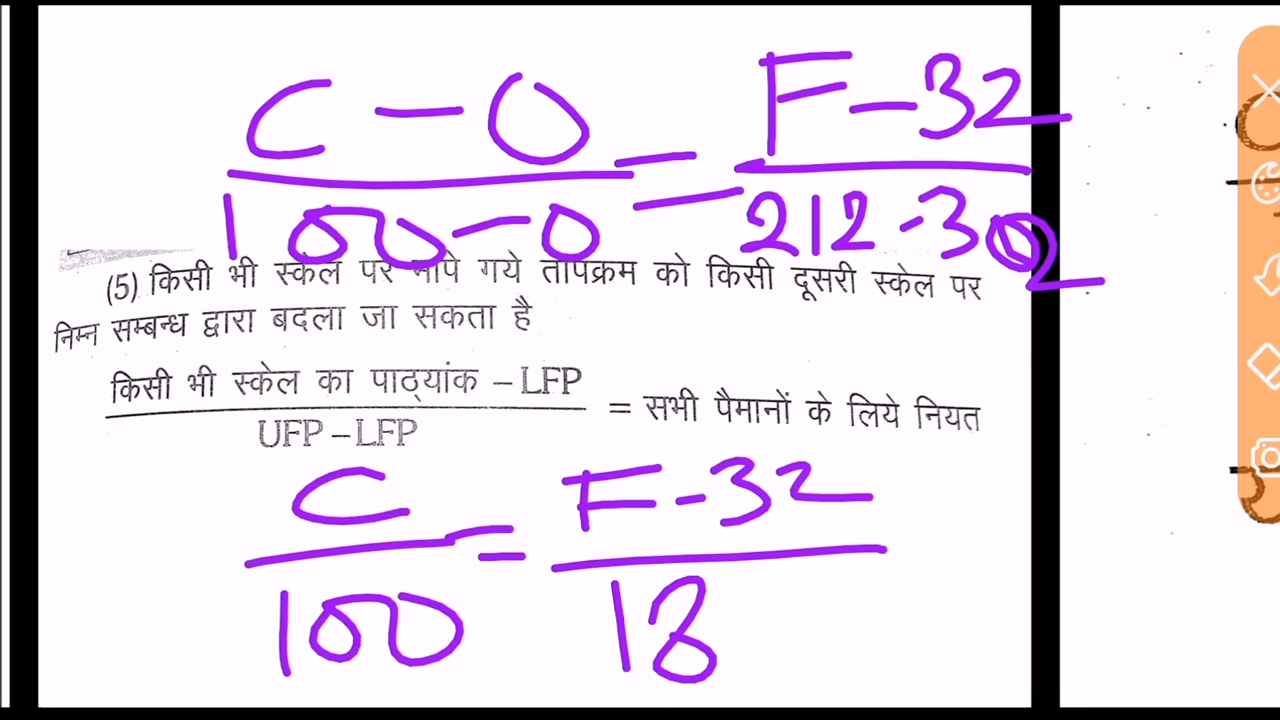 C - 0 = F - 32
100 - 0 212 - 32
(5) किसी भी स्केल पर मापे गये तापक्रम को किसी दूसरी स्केल पर
निम्न सम्बन्ध द्वारा बदला जा सकता है
किसी भी स्केल का पाठ्यांक - LFP
UFP - LFP
= सभी पैमानों के लिये नियत
C = F - 32
100 18